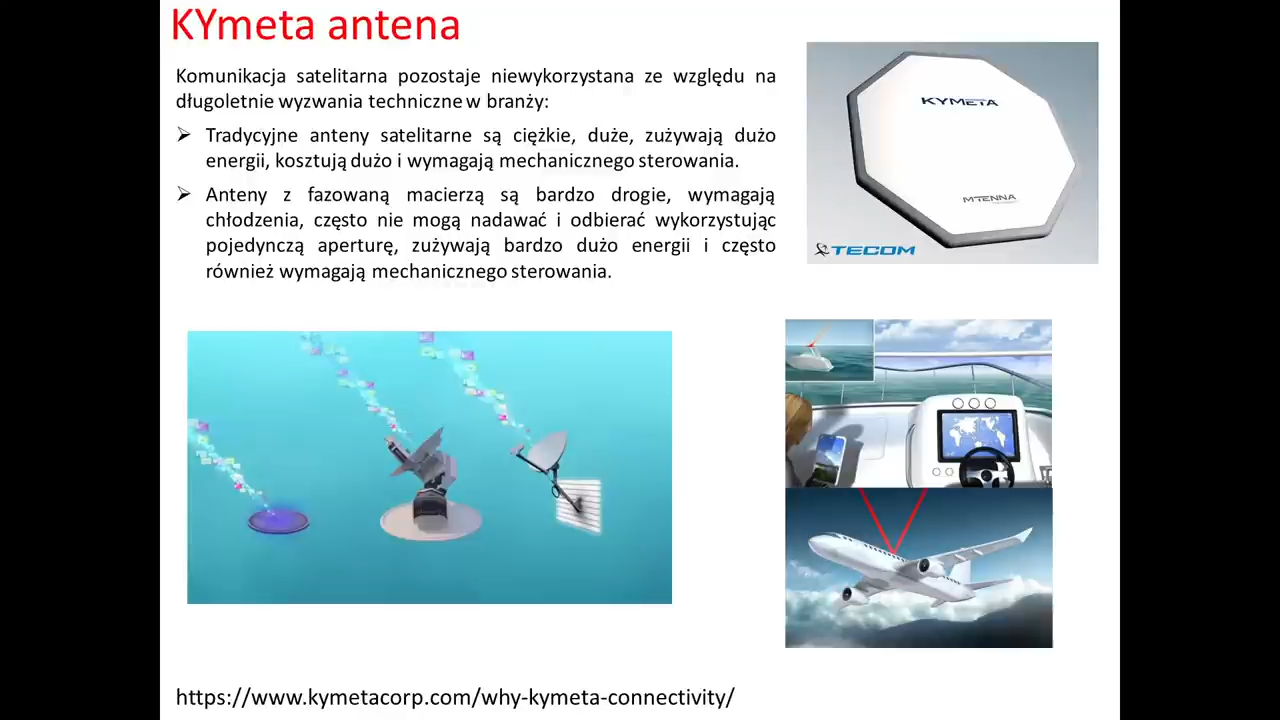 KYmeta antena
Komunikacja satelitarna pozostaje niewykorzystana ze względu na
długoletnie wyzwania techniczne w branży:
Tradycyjne anteny satelitarne są ciężkie, duże, zużywają dużo
energii, kosztują dużo i wymagają mechanicznego sterowania.
Anteny z fazowaną macierzą są bardzo drogie, wymagają
chłodzenia, często nie mogą nadawać i odbierać wykorzystując
pojedynczą aperturę, zużywają bardzo dużo energii i często
również wymagają mechanicznego sterowania.
KYMETA
MTENNA
TECOM
https://www.kymetacorp.com/why-kymeta-connectivity/